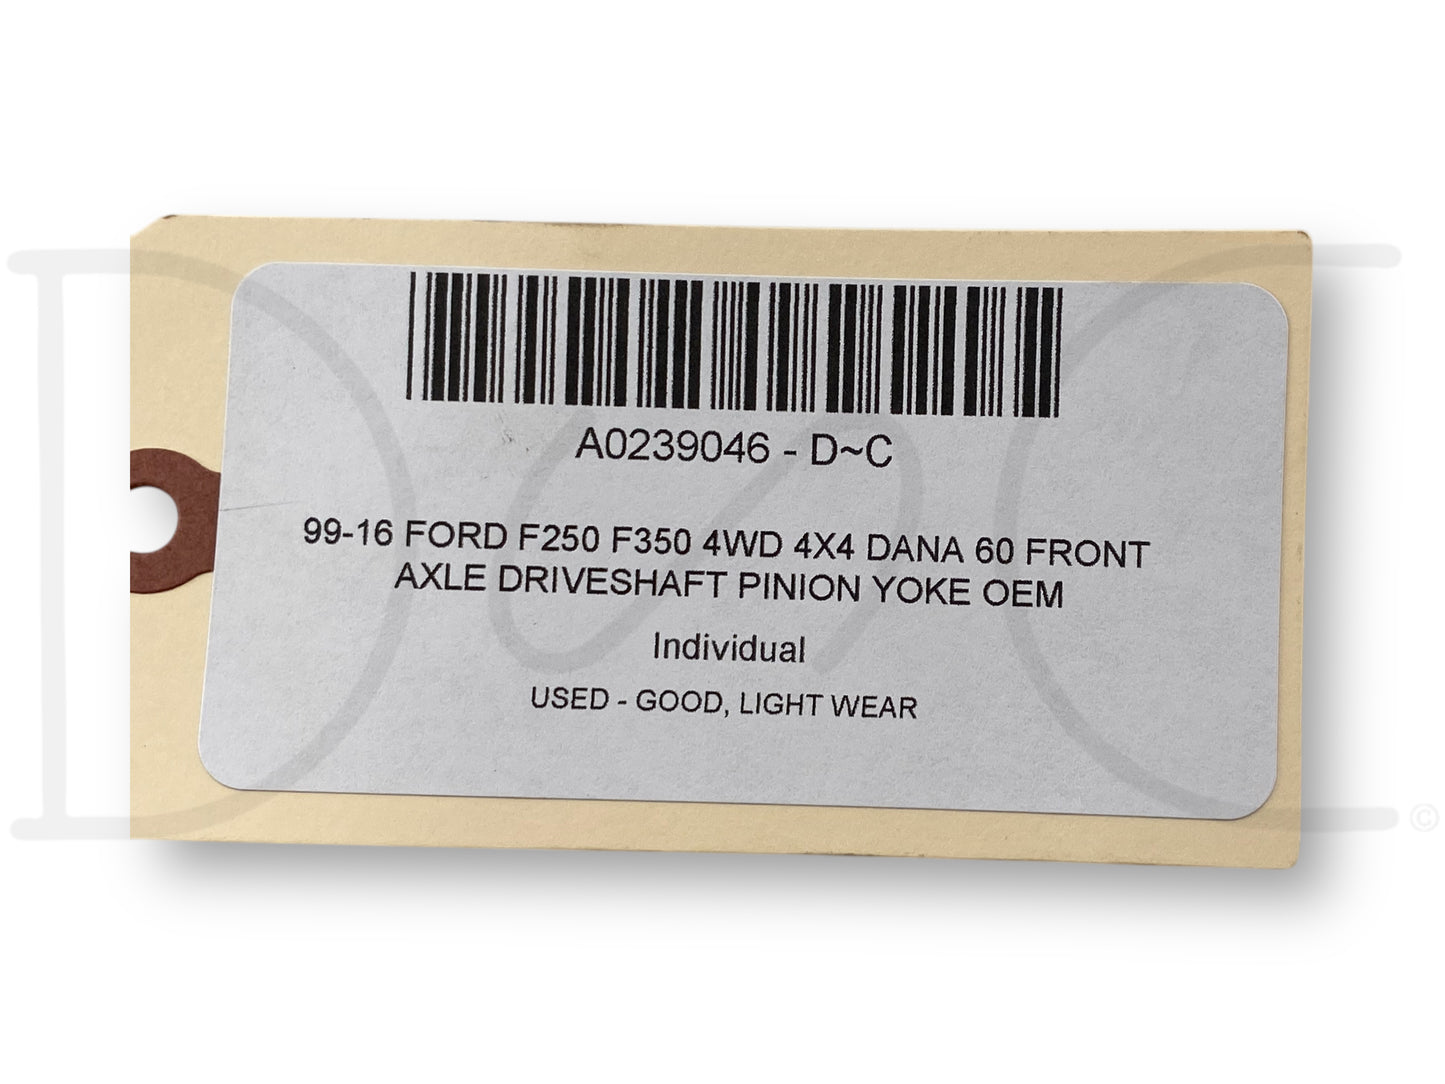 A0239046 - D~C
99-16 FORD F250 F350 4WD 4X4 DANA 60 FRONT
AXLE DRIVESHAFT PINION YOKE OEM
Individual
USED - GOOD, LIGHT WEAR
©